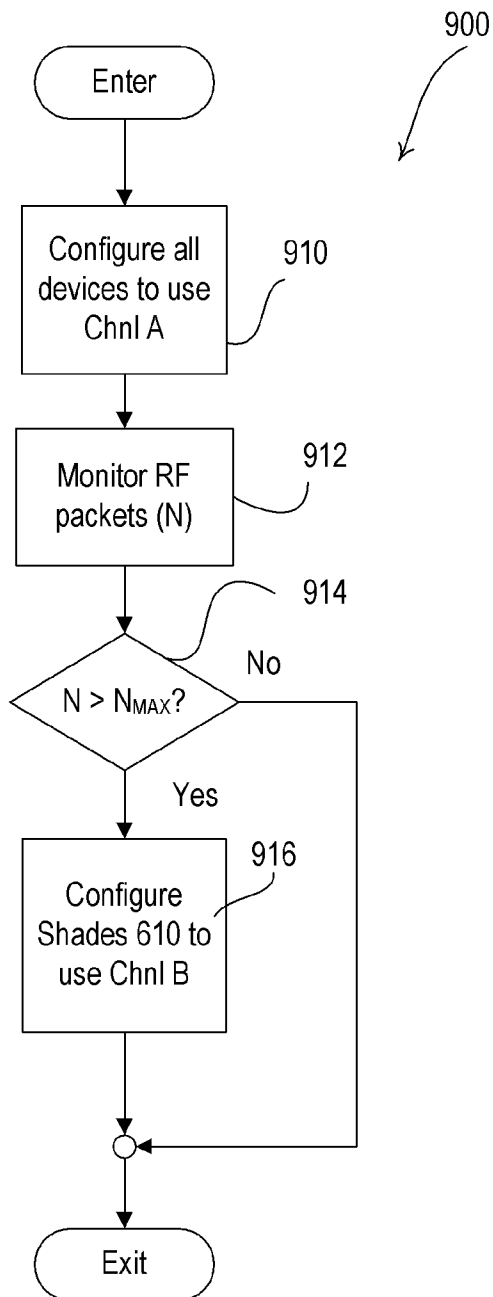 900
Enter
Configure all
devices to use
Chnl A
910
Monitor RF
packets (N)
912
914
N > NMAX?
No
Yes
Configure
Shades 610 to
use Chnl B
916
Exit